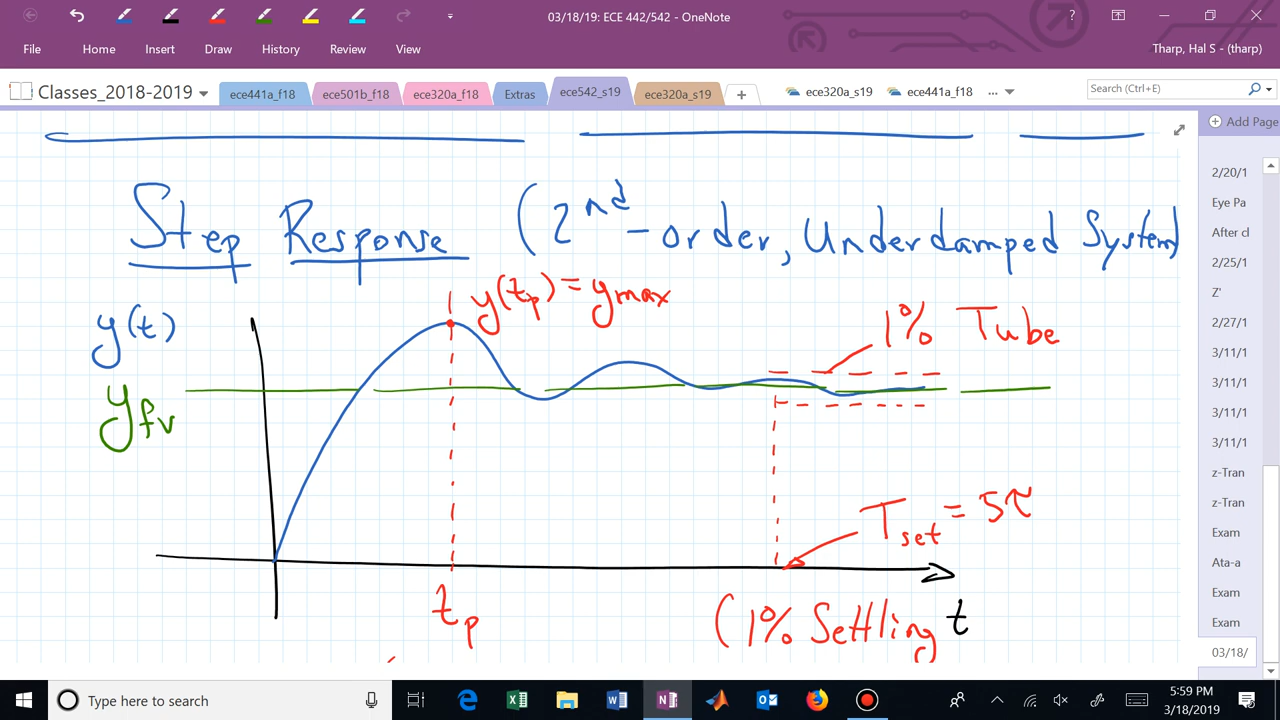 03/18/19: ECE 442/542 - OneNote
?
File Home Insert Draw History Review View
Tharp, Hal S - (tharp)
Classes_2018-2019
ece441a_f18
ece501b_f18
ece320a_f18
Extras
ece542_s19
ece320a_s19
+
ece320a_s19
ece441a_f18
...
Search (Ctrl+E)
Add Page
2/20/1
Eye Pa
After cl
2/25/1
Z'
2/27/1
3/11/1
3/11/1
3/11/1
3/11/1
z-Tran
z-Tran
Exam
Ata-a
Exam
Exam
03/18/
Step Response (2nd-order, Underdamped System)
y(tp) = ymax
1% Tube
y(t)
yfv
Tset = 5τ
tp
(1% Settling
t
Type here to search
5:59 PM
3/18/2019